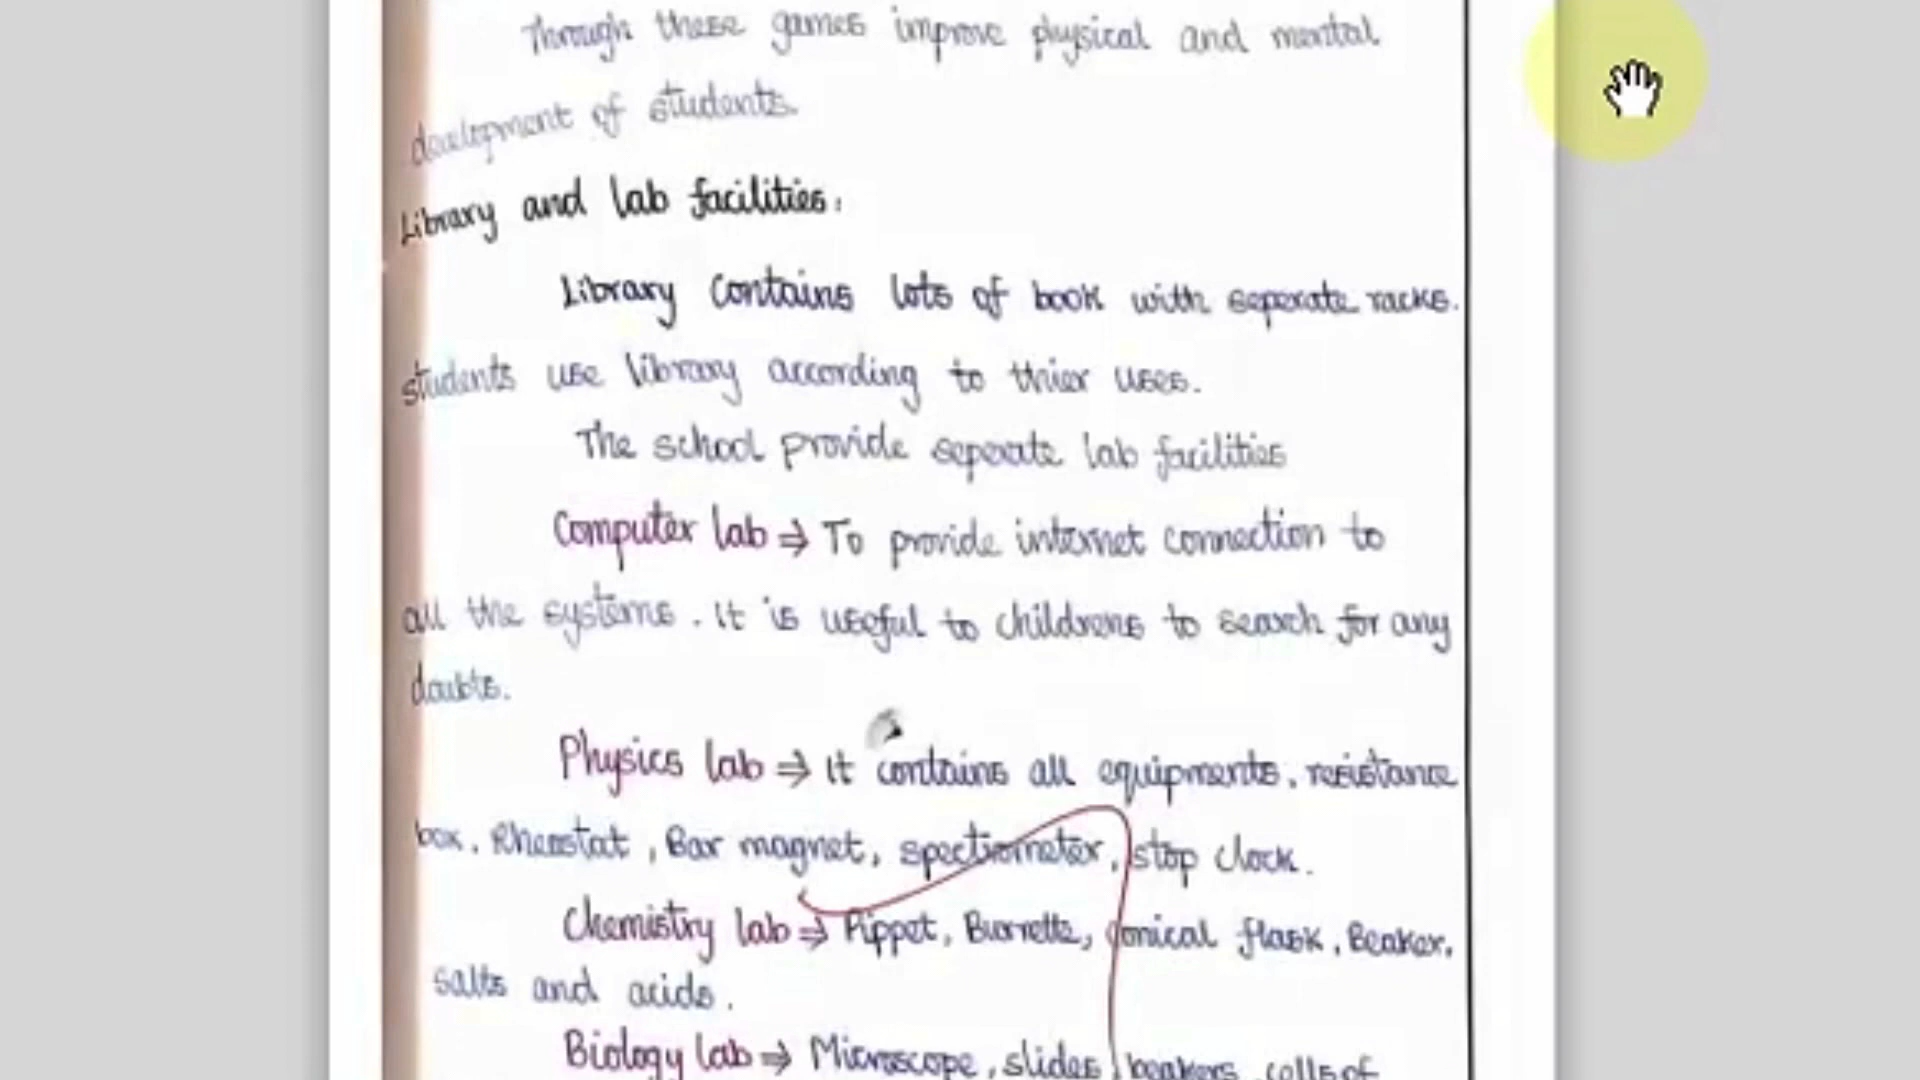 Through these games improve physical and mental
development of students.
Library and lab facilities:
Library contains lots of book with seperate racks.
students use library according to thier uses.
The school provide seperate lab facilities
Computer lab ⇒ To provide internet connection to
all the systems. It is useful to childrens to search for any
doubts.
Physics lab ⇒ It contains all equipments, resistance
box, Rheostat, Bar magnet, spectrometer, stop clock.
Chemistry lab ⇒ Pippet, Burrette, conical flask, Beaker,
salts and acids.
Biology lab ⇒ Microscope, slides, beakers, cells of